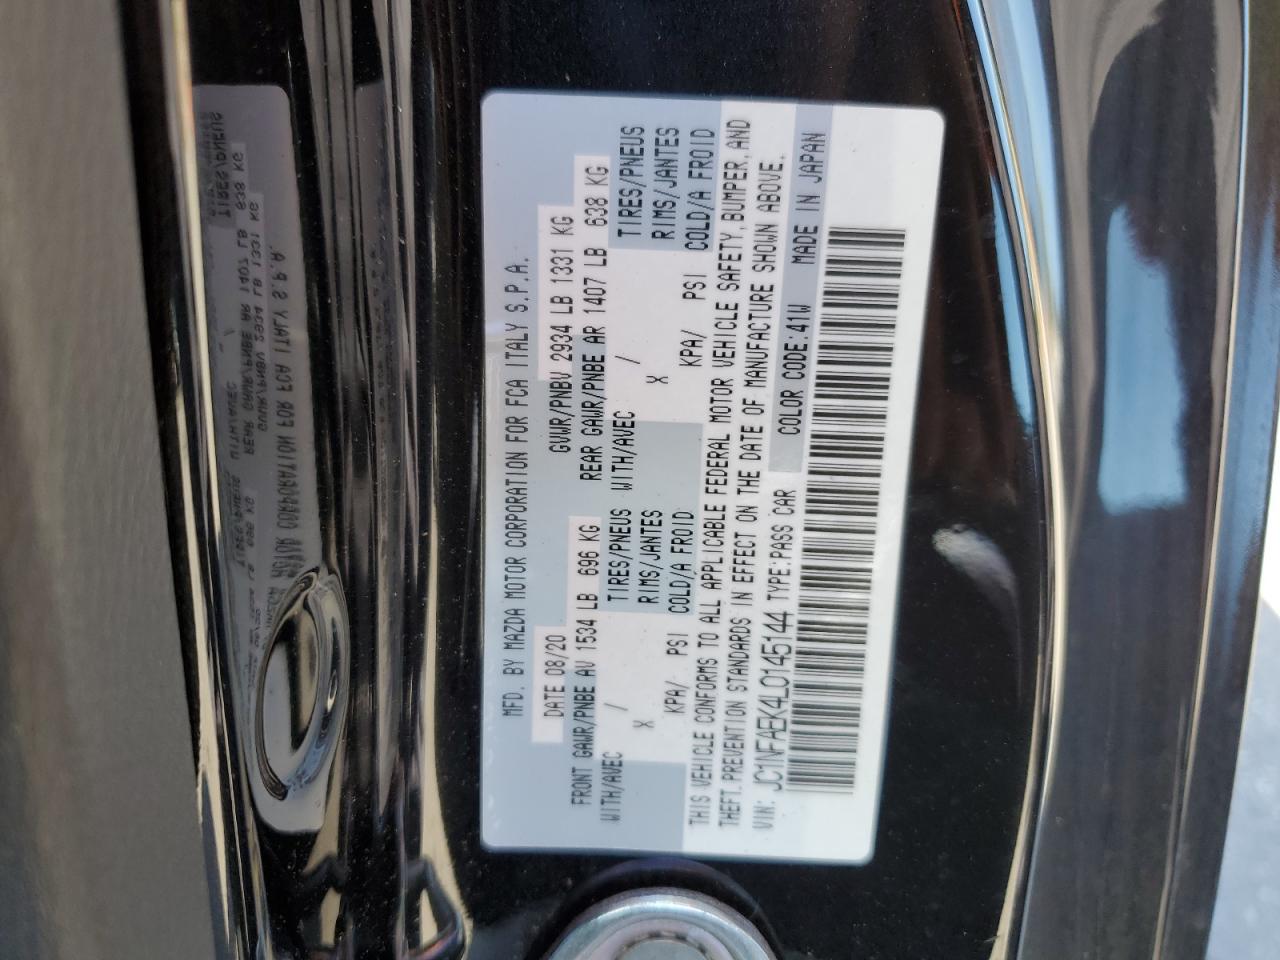 MFD. BY MAZDA MOTOR CORPORATION FOR FCA ITALY S.P.A.
DATE 08/20 GVWR/PNBV 2934 LB 1331 KG
FRONT GAWR/PNBE AV 1534 LB 696 KG REAR GAWR/PNBE AR 1407 LB 638 KG
WITH/AVEC / TIRES/PNEUS WITH/AVEC / TIRES/PNEUS
X RIMS/JANTES X RIMS/JANTES
KPA/ PSI COLD/A FROID KPA/ PSI COLD/A FROID
THIS VEHICLE CONFORMS TO ALL APPLICABLE FEDERAL MOTOR VEHICLE SAFETY, BUMPER, AND
THEFT PREVENTION STANDARDS IN EFFECT ON THE DATE OF MANUFACTURE SHOWN ABOVE.
VIN: JC1NFAEK4L0145144 TYPE: PASS CAR COLOR CODE: 41W MADE IN JAPAN